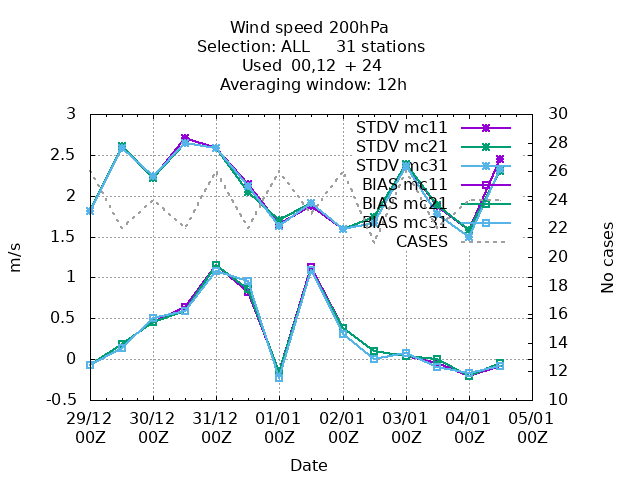 Wind speed 200hPa
Selection: ALL 31 stations
Used 00,12 + 24
Averaging window: 12h
3
2.5
2
1.5
1
0.5
0
-0.5
m/s
30
28
26
24
22
20
18
16
14
12
10
No cases
STDV mc11
STDV mc21
STDV mc31
BIAS mc11
BIAS mc21
BIAS mc31
CASES
29/12 30/12 31/12 01/01 02/01 03/01 04/01 05/01
00Z 00Z 00Z 00Z 00Z 00Z 00Z 00Z
Date